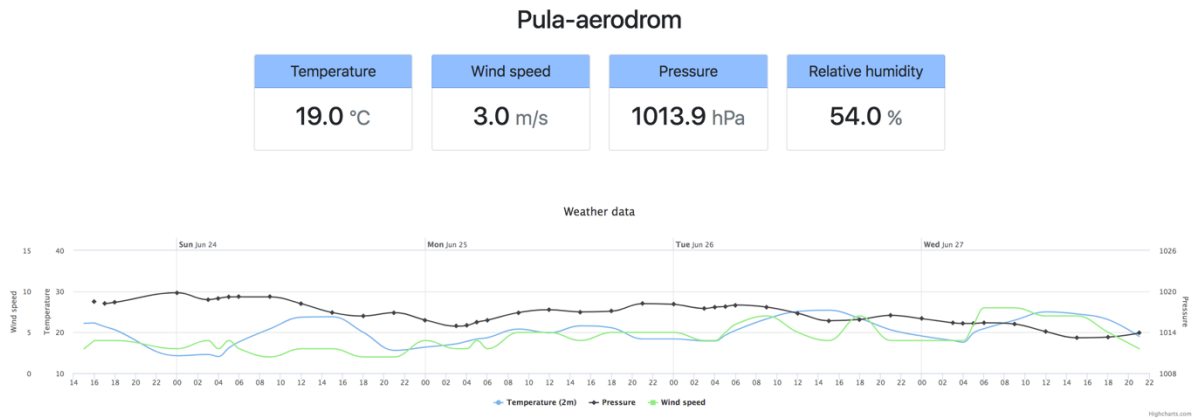 Pula-aerodrom
Temperature Wind speed Pressure Relative humidity
19.0 °C 3.0 m/s 1013.9 hPa 54.0 %
Weather data
Sun Jun 24 Mon Jun 25 Tue Jun 26 Wed Jun 27
15 40 1026
10 30 1020
5 20 1014
0 10 1008
Wind speed
Temperature
Pressure
14 16 18 20 22 00 02 04 06 08 10 12 14 16 18 20 22 00 02 04 06 08 10 12 14 16 18 20 22 00 02 04 06 08 10 12 14 16 18 20 22 00 02 04 06 08 10 12 14 16 18 20 22
Temperature (2m) Pressure Wind speed
Highcharts.com